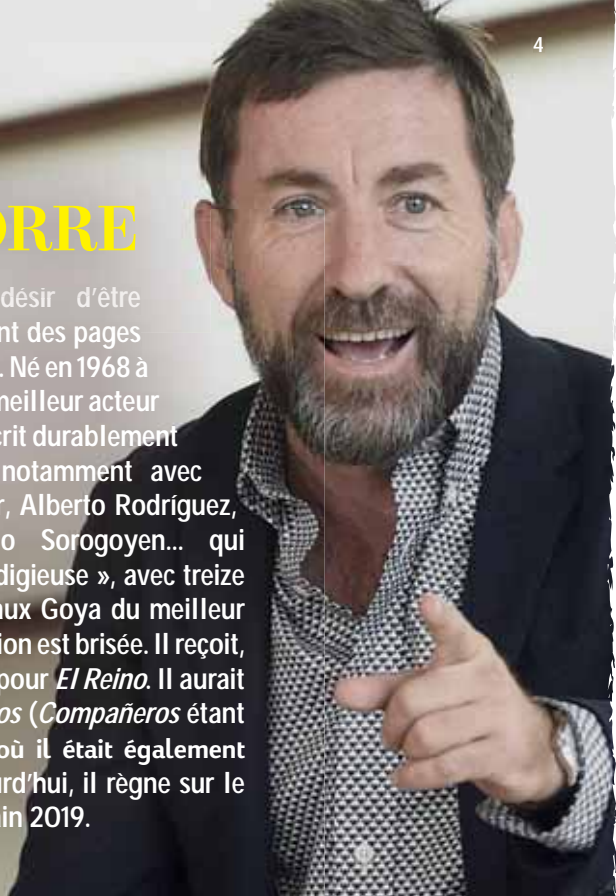 4
ORRE
désir d'être
nt des pages
. Né en 1968 à
meilleur acteur
crit durablement
notamment avec
r, Alberto Rodríguez,
o Sorogoyen... qui
digieuse », avec treize
aux Goya du meilleur
ion est brisée. Il reçoit,
pour El Reino. Il aurait
os (Compañeros étant
où il était également
urd'hui, il règne sur le
in 2019.